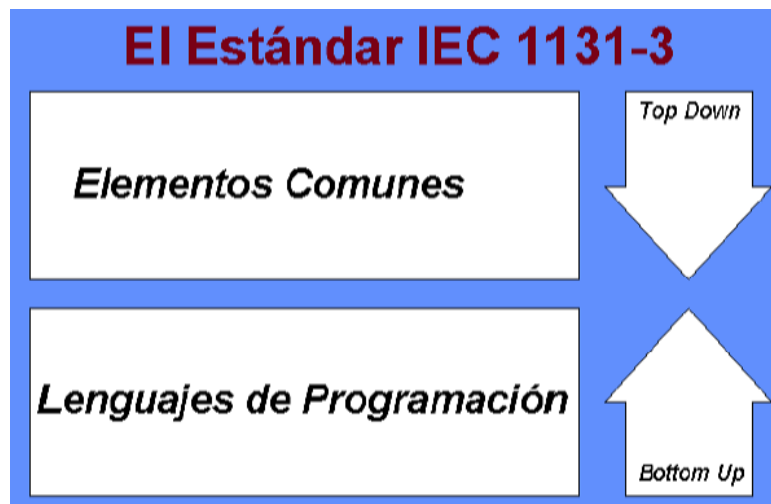 El Estándar IEC 1131-3
Elementos Comunes
Top Down
Lenguajes de Programación
Bottom Up